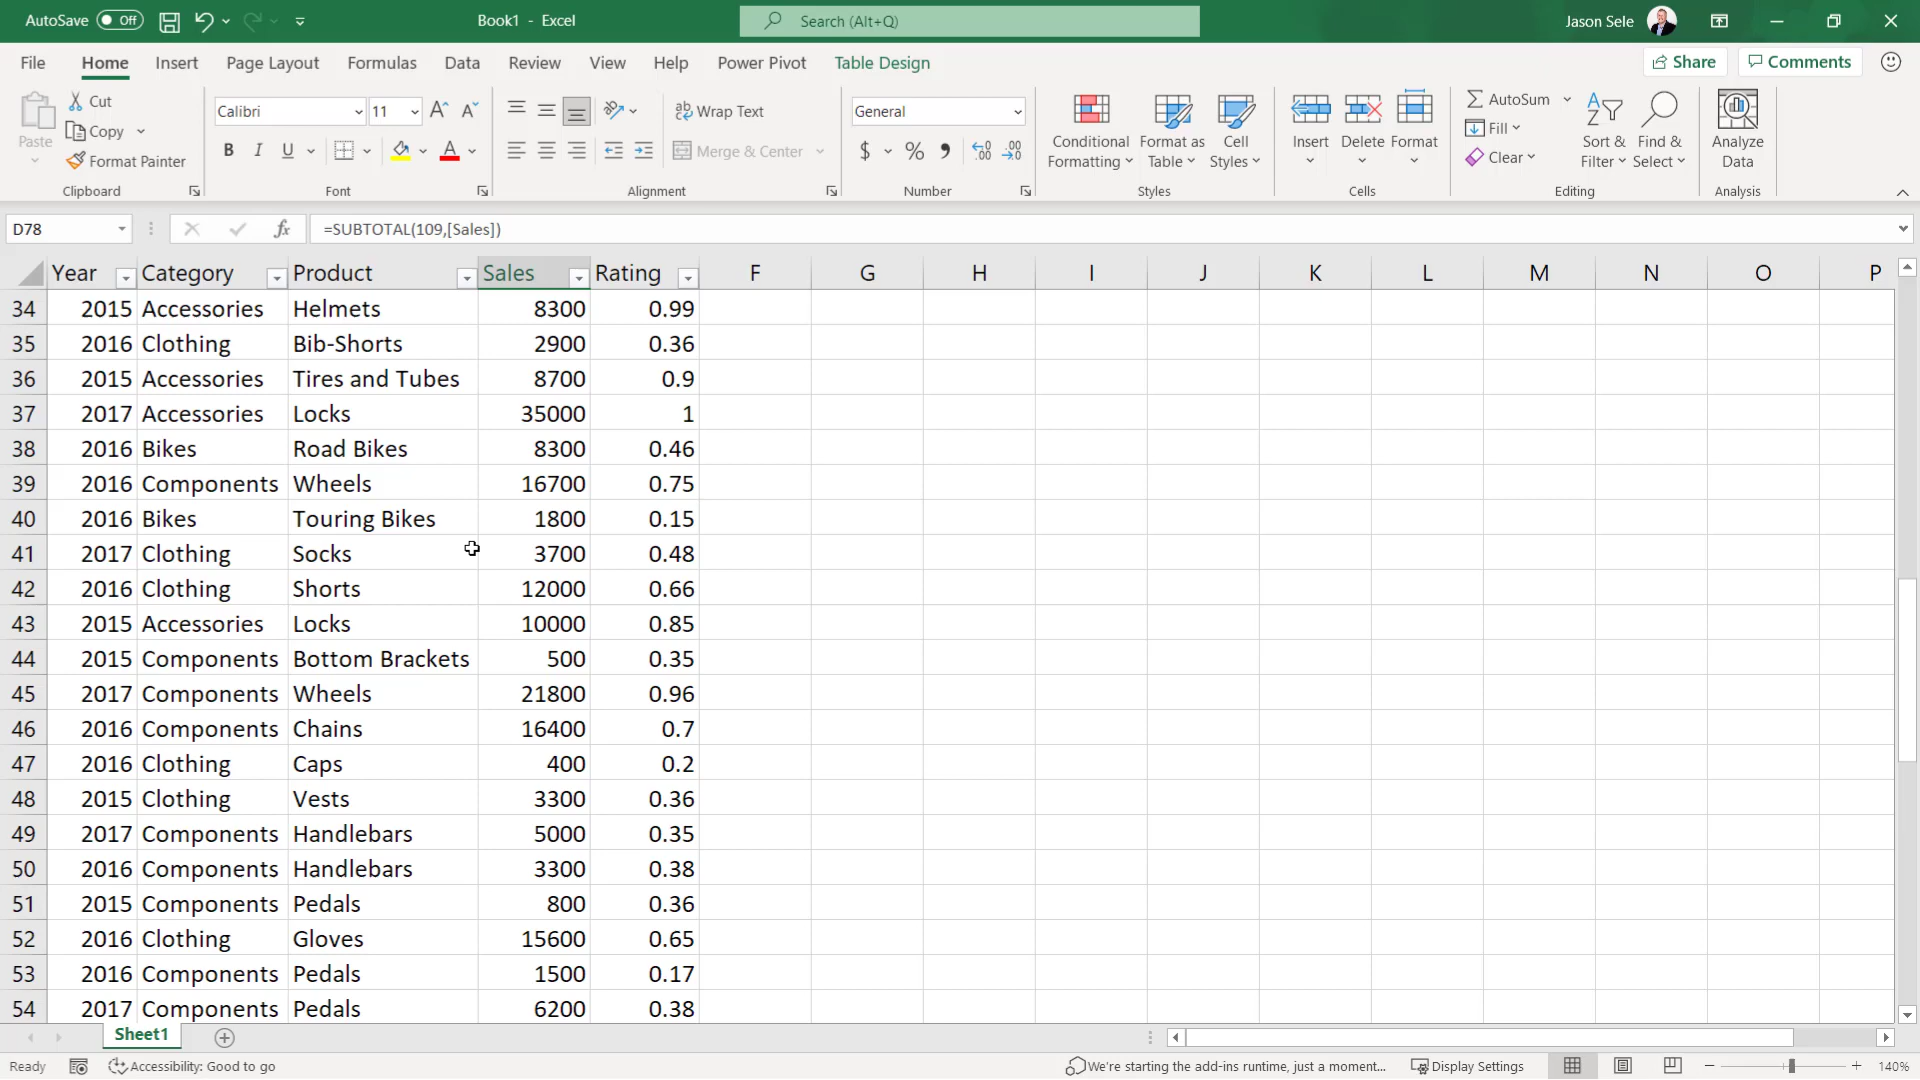 AutoSave Off Book1 - Excel Search (Alt+Q) Jason Sele
File Home Insert Page Layout Formulas Data Review View Help Power Pivot Table Design Share Comments
Paste Cut Copy Format Painter Clipboard
Calibri 11 B I U A Font
ab Wrap Text Merge & Center Alignment
General $ % , Number
Conditional Formatting Format as Table Cell Styles Styles
Insert Delete Format Cells
AutoSum Fill Clear Sort & Filter Find & Select Editing
Analyze Data Analysis
D78 fx =SUBTOTAL(109,[Sales])
Year Category Product Sales Rating F G H I J K L M N O P
34 2015 Accessories Helmets 8300 0.99
35 2016 Clothing Bib-Shorts 2900 0.36
36 2015 Accessories Tires and Tubes 8700 0.9
37 2017 Accessories Locks 35000 1
38 2016 Bikes Road Bikes 8300 0.46
39 2016 Components Wheels 16700 0.75
40 2016 Bikes Touring Bikes 1800 0.15
41 2017 Clothing Socks 3700 0.48
42 2016 Clothing Shorts 12000 0.66
43 2015 Accessories Locks 10000 0.85
44 2015 Components Bottom Brackets 500 0.35
45 2017 Components Wheels 21800 0.96
46 2016 Components Chains 16400 0.7
47 2016 Clothing Caps 400 0.2
48 2015 Clothing Vests 3300 0.36
49 2017 Components Handlebars 5000 0.35
50 2016 Components Handlebars 3300 0.38
51 2015 Components Pedals 800 0.36
52 2016 Clothing Gloves 15600 0.65
53 2016 Components Pedals 1500 0.17
54 2017 Components Pedals 6200 0.38
Sheet1
Ready Accessibility: Good to go We're starting the add-ins runtime, just a moment... Display Settings 140%